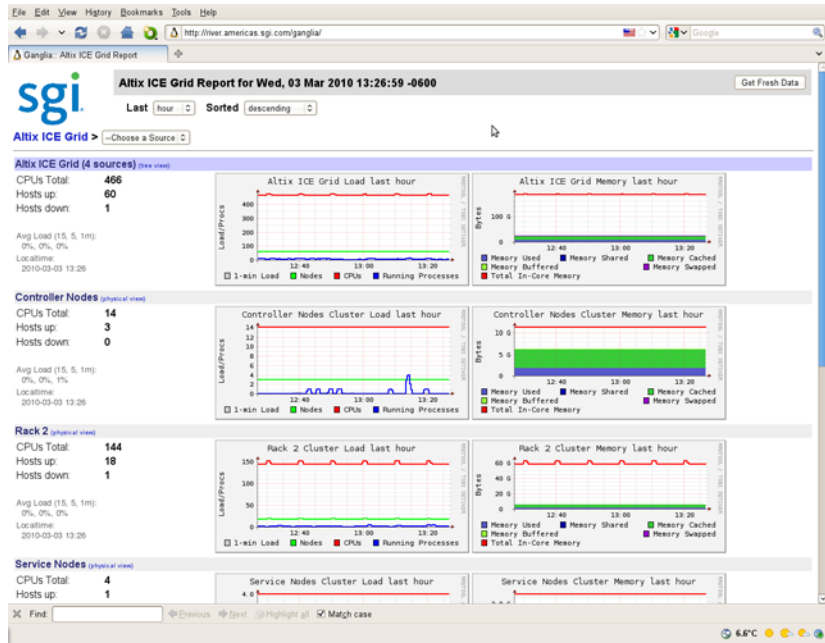 File Edit View History Bookmarks Tools Help
http://river.americas.sgi.com/ganglia/
Google
Ganglia:: Altix ICE Grid Report
sgi
Altix ICE Grid Report for Wed, 03 Mar 2010 13:26:59 -0600
Get Fresh Data
Last hour Sorted descending
Altix ICE Grid > --Choose a Source
Altix ICE Grid (4 sources) (tree view)
CPUs Total: 466
Hosts up: 60
Hosts down: 1
Avg Load (15, 5, 1m):
0%, 0%, 0%
Localtime:
2010-03-03 13:26
Altix ICE Grid Load last hour
Load/Procs
400
300
200
100
0
12:40 13:00 13:20
1-min Load Nodes CPUs Running Processes
Altix ICE Grid Memory last hour
Bytes
100 G
0
12:40 13:00 13:20
Memory Used Memory Shared Memory Cached
Memory Buffered Memory Swapped
Total In-Core Memory
Controller Nodes (physical view)
CPUs Total: 14
Hosts up: 3
Hosts down: 0
Avg Load (15, 5, 1m):
0%, 0%, 1%
Localtime:
2010-03-03 13:26
Controller Nodes Cluster Load last hour
Load/Procs
14
12
10
8
6
4
2
0
12:40 13:00 13:20
1-min Load Nodes CPUs Running Processes
Controller Nodes Cluster Memory last hour
Bytes
10 G
5 G
0
12:40 13:00 13:20
Memory Used Memory Shared Memory Cached
Memory Buffered Memory Swapped
Total In-Core Memory
Rack 2 (physical view)
CPUs Total: 144
Hosts up: 18
Hosts down: 1
Avg Load (15, 5, 1m):
0%, 0%, 0%
Localtime:
2010-03-03 13:26
Rack 2 Cluster Load last hour
Load/Procs
150
100
50
0
12:40 13:00 13:20
1-min Load Nodes CPUs Running Processes
Rack 2 Cluster Memory last hour
Bytes
60 G
40 G
20 G
0
12:40 13:00 13:20
Memory Used Memory Shared Memory Cached
Memory Buffered Memory Swapped
Total In-Core Memory
Service Nodes (physical view)
CPUs Total: 4
Hosts up: 1
Service Nodes Cluster Load last hour
4.0
Service Nodes Cluster Memory last hour
Find: Previous Next Highlight all Match case
6.6°C